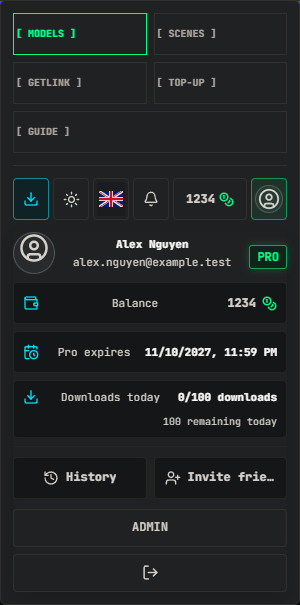 [ MODELS ]
[ SCENES ]
[ GETLINK ]
[ TOP-UP ]
[ GUIDE ]
1234
Alex Nguyen
alex.nguyen@example.test
PRO
Balance
1234
Pro expires
11/10/2027, 11:59 PM
Downloads today
0/100 downloads
100 remaining today
History
Invite frie…
ADMIN